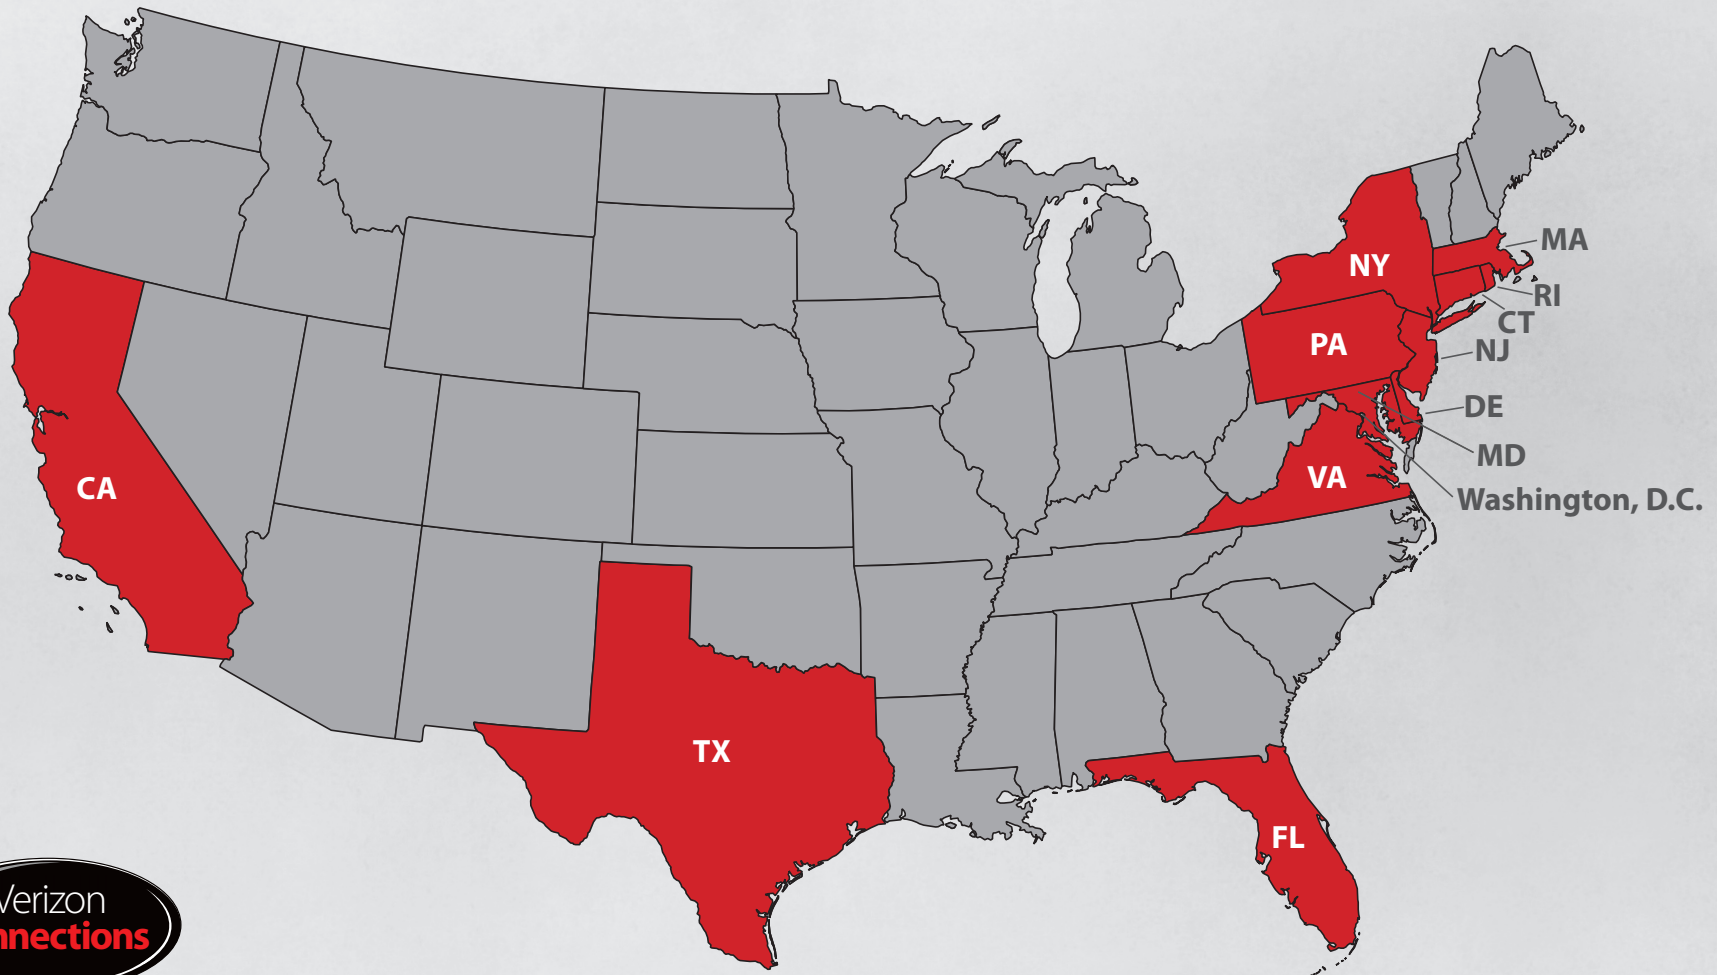 MA
NY
RI
CT
PA
NJ
DE
MD
VA
CA
Washington, D.C.
TX
FL
Verizon
nnections